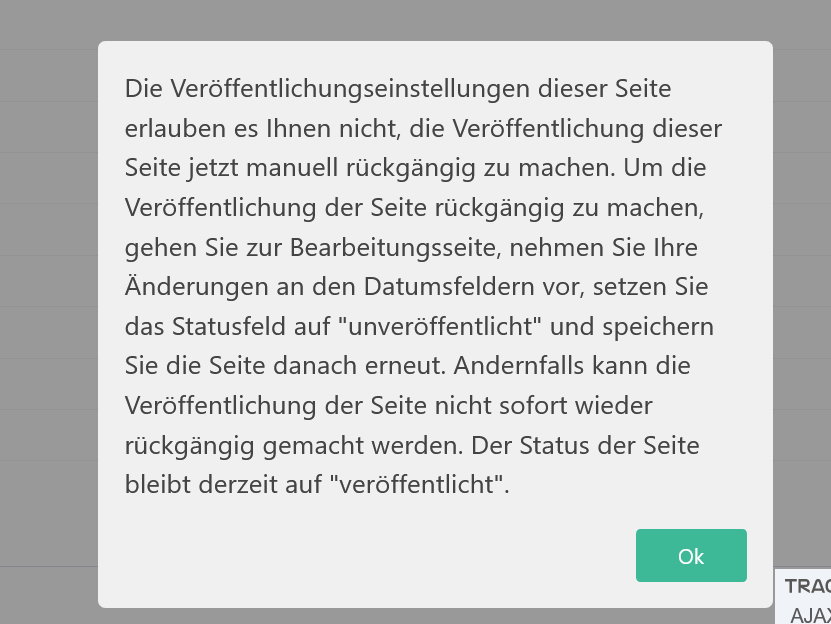 Die Veröffentlichungseinstellungen dieser Seite
erlauben es Ihnen nicht, die Veröffentlichung dieser
Seite jetzt manuell rückgängig zu machen. Um die
Veröffentlichung der Seite rückgängig zu machen,
gehen Sie zur Bearbeitungsseite, nehmen Sie Ihre
Änderungen an den Datumsfeldern vor, setzen Sie
das Statusfeld auf "unveröffentlicht" und speichern
Sie die Seite danach erneut. Andernfalls kann die
Veröffentlichung der Seite nicht sofort wieder
rückgängig gemacht werden. Der Status der Seite
bleibt derzeit auf "veröffentlicht".
Ok
AJAX